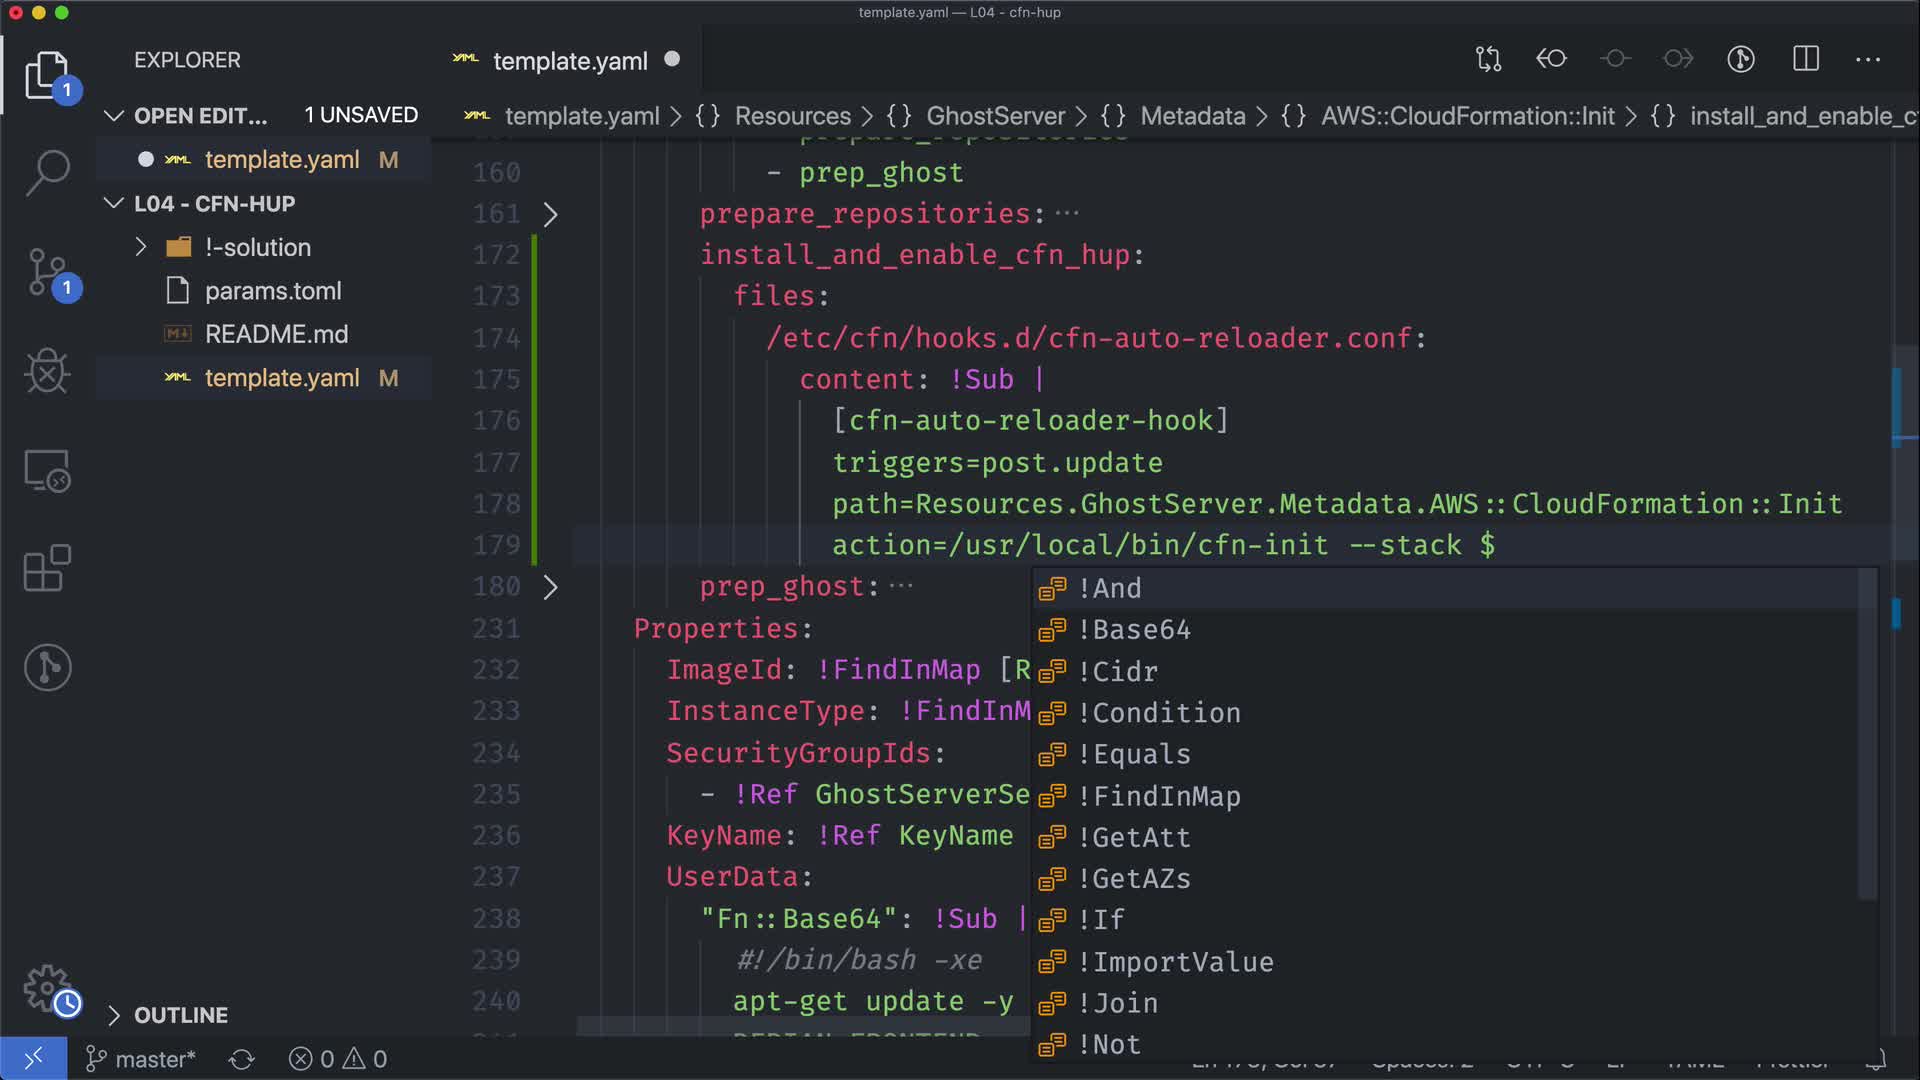 template.yaml — L04 - cfn-hup
EXPLORER
template.yaml
1
OPEN EDIT... 1 UNSAVED
template.yaml > {} Resources > {} GhostServer > {} Metadata > {} AWS::CloudFormation::Init > {} install_and_enable_c
template.yaml M
L04 - CFN-HUP
!-solution
params.toml
README.md
template.yaml M
1
prepare_repositories
160 - prep_ghost
161 prepare_repositories:...
172 install_and_enable_cfn_hup:
173 files:
174 /etc/cfn/hooks.d/cfn-auto-reloader.conf:
175 content: !Sub |
176 [cfn-auto-reloader-hook]
177 triggers=post.update
178 path=Resources.GhostServer.Metadata.AWS::CloudFormation::Init
179 action=/usr/local/bin/cfn-init --stack $
180 prep_ghost:...
231 Properties:
232 ImageId: !FindInMap [R
233 InstanceType: !FindInM
234 SecurityGroupIds:
235 - !Ref GhostServerSe
236 KeyName: !Ref KeyName
237 UserData:
238 "Fn::Base64": !Sub |
239 #!/bin/bash -xe
240 apt-get update -y
!And
!Base64
!Cidr
!Condition
!Equals
!FindInMap
!GetAtt
!GetAZs
!If
!ImportValue
!Join
!Not
OUTLINE
master* 0 0